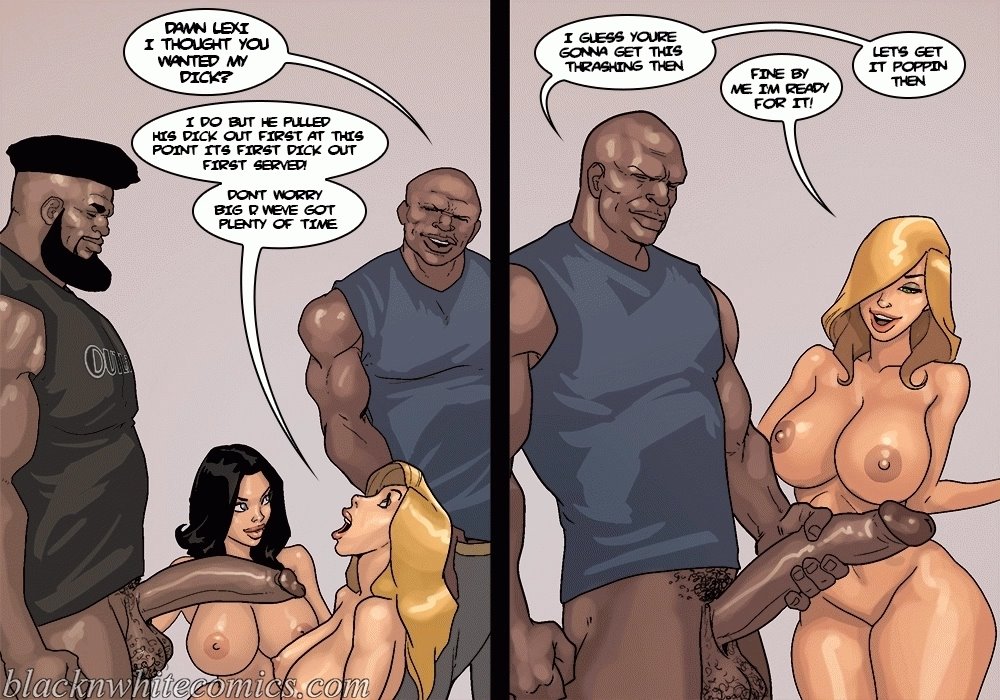 DAMN LEXI
I THOUGHT YOU
WANTED MY
DICK?
I DO BUT HE PULLED
HIS DICK OUT FIRST AT THIS
POINT ITS FIRST DICK OUT
FIRST SERVED!
DONT WORRY
BIG D WEVE GOT
PLENTY OF TIME
I GUESS YOURE
GONNA GET THIS
THRASHING THEN
FINE BY
ME. IM READY
FOR IT!
LETS GET
IT POPPIN
THEN
blacknwhitecomics.com